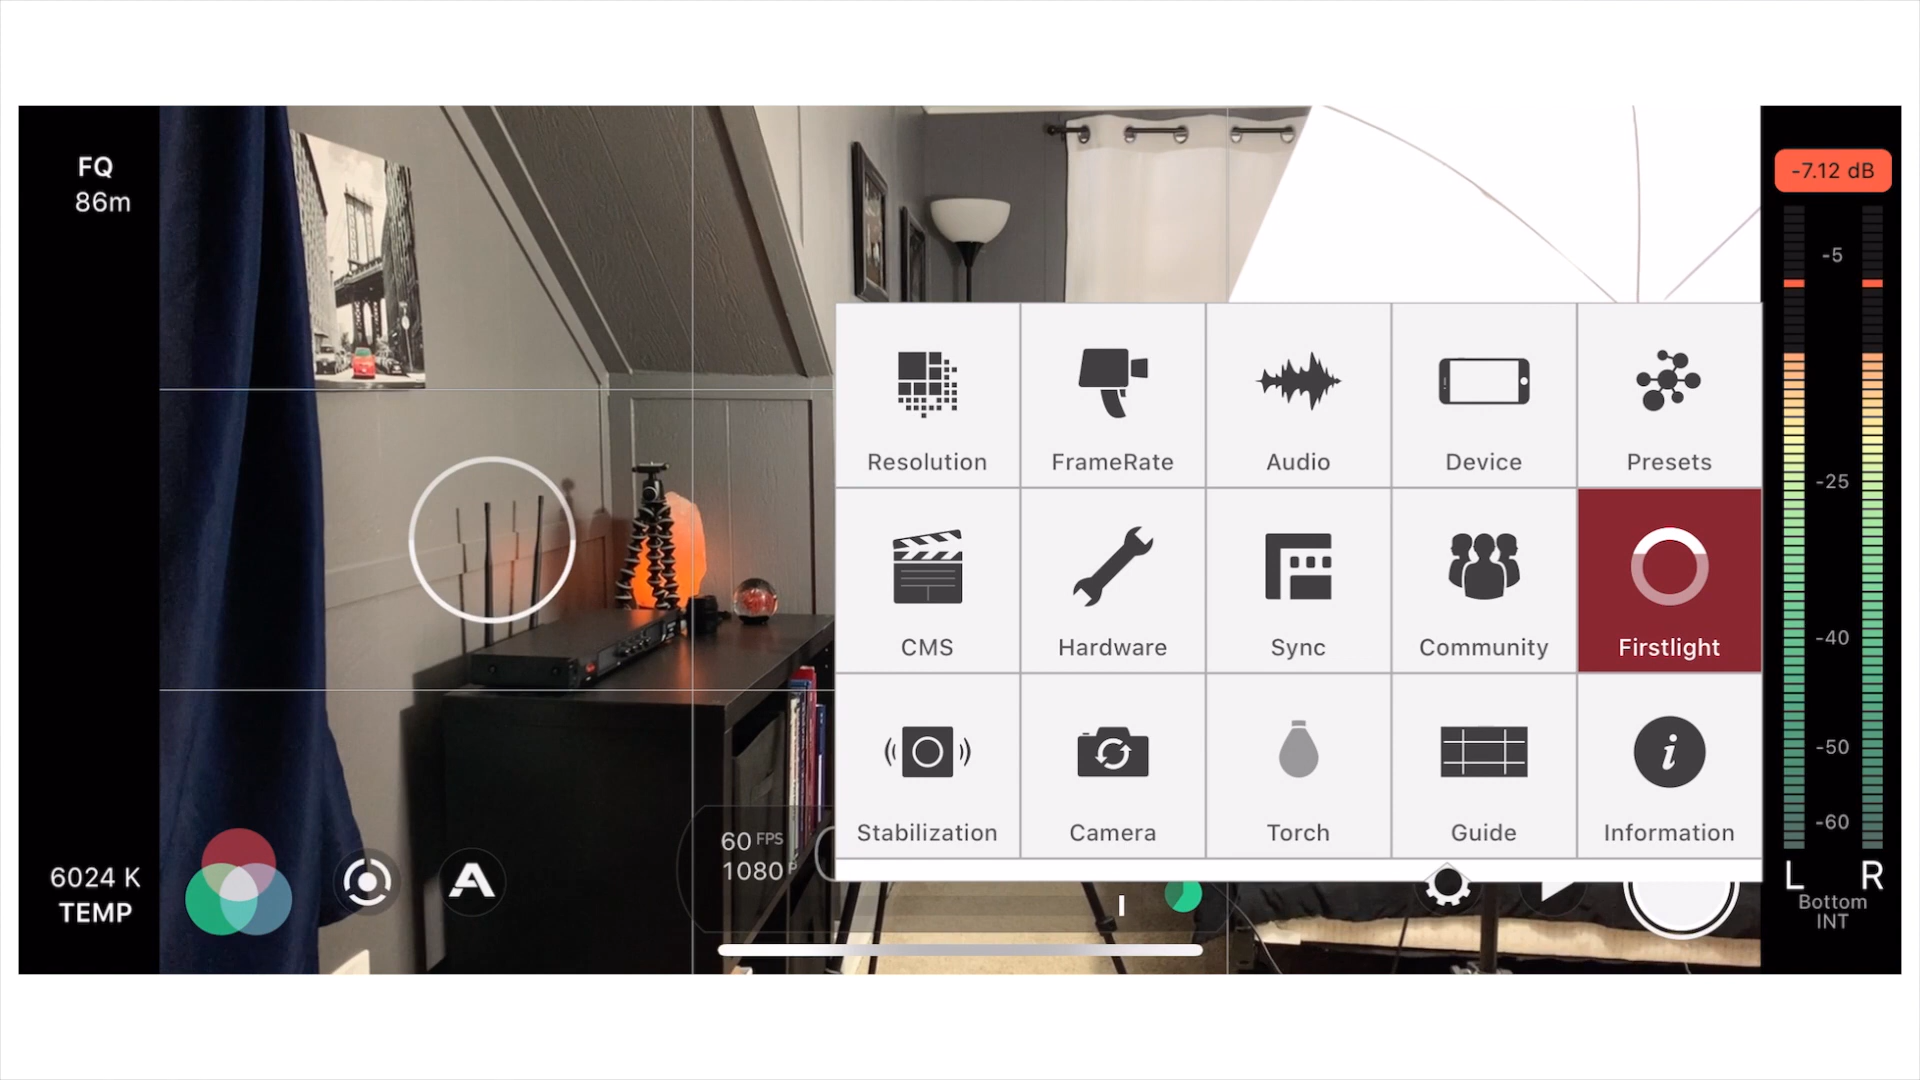 FQ
86m
-7.12 dB
-5
-25
-40
-50
-60
L R
Bottom
INT
Resolution
FrameRate
Audio
Device
Presets
CMS
Hardware
Sync
Community
Firstlight
Stabilization
Camera
Torch
Guide
Information
60 FPS
1080P
6024 K
TEMP
A